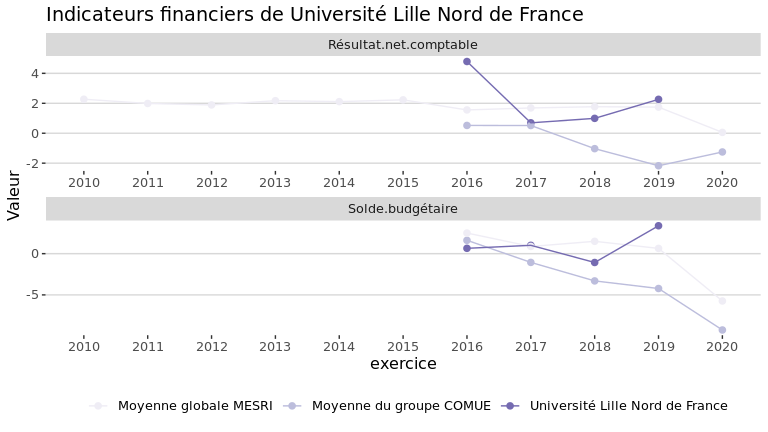 Indicateurs financiers de Université Lille Nord de France
Résultat.net.comptable
4
2
0
-2
2010 2011 2012 2013 2014 2015 2016 2017 2018 2019 2020
Valeur
Solde.budgétaire
0
-5
2010 2011 2012 2013 2014 2015 2016 2017 2018 2019 2020
exercice
Moyenne globale MESRI Moyenne du groupe COMUE Université Lille Nord de France